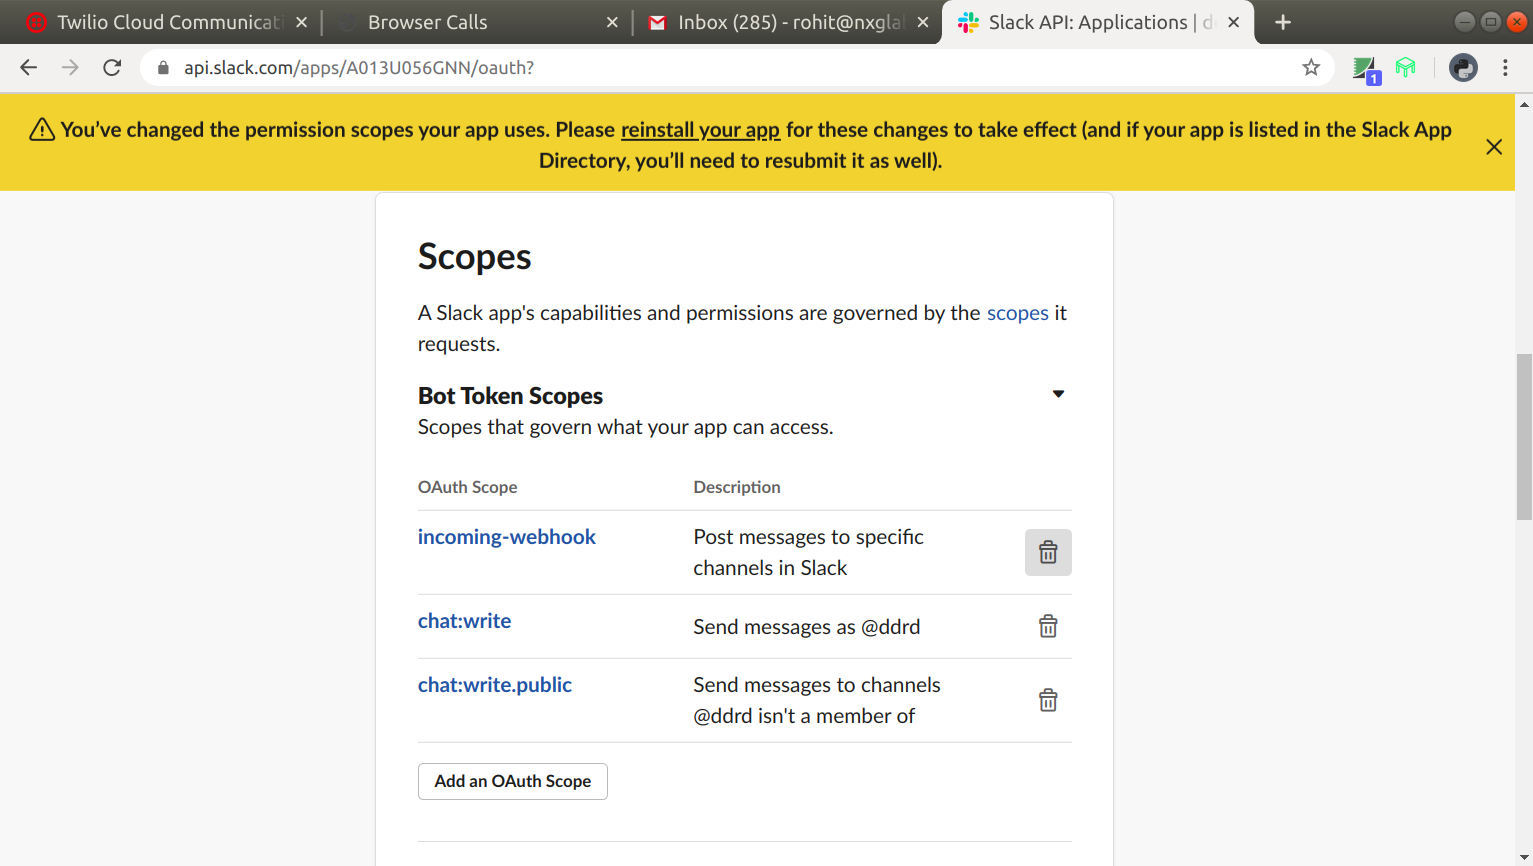 Twilio Cloud Communicati
Browser Calls
Inbox (285) - rohit@nxgla
Slack API: Applications | d
api.slack.com/apps/A013U056GNN/oauth?
1
You've changed the permission scopes your app uses. Please reinstall your app for these changes to take effect (and if your app is listed in the Slack App
Directory, you'll need to resubmit it as well).
Scopes
A Slack app's capabilities and permissions are governed by the scopes it
requests.
Bot Token Scopes
Scopes that govern what your app can access.
OAuth Scope Description
incoming-webhook Post messages to specific
channels in Slack
chat:write Send messages as @ddrd
chat:write.public Send messages to channels
@ddrd isn't a member of
Add an OAuth Scope